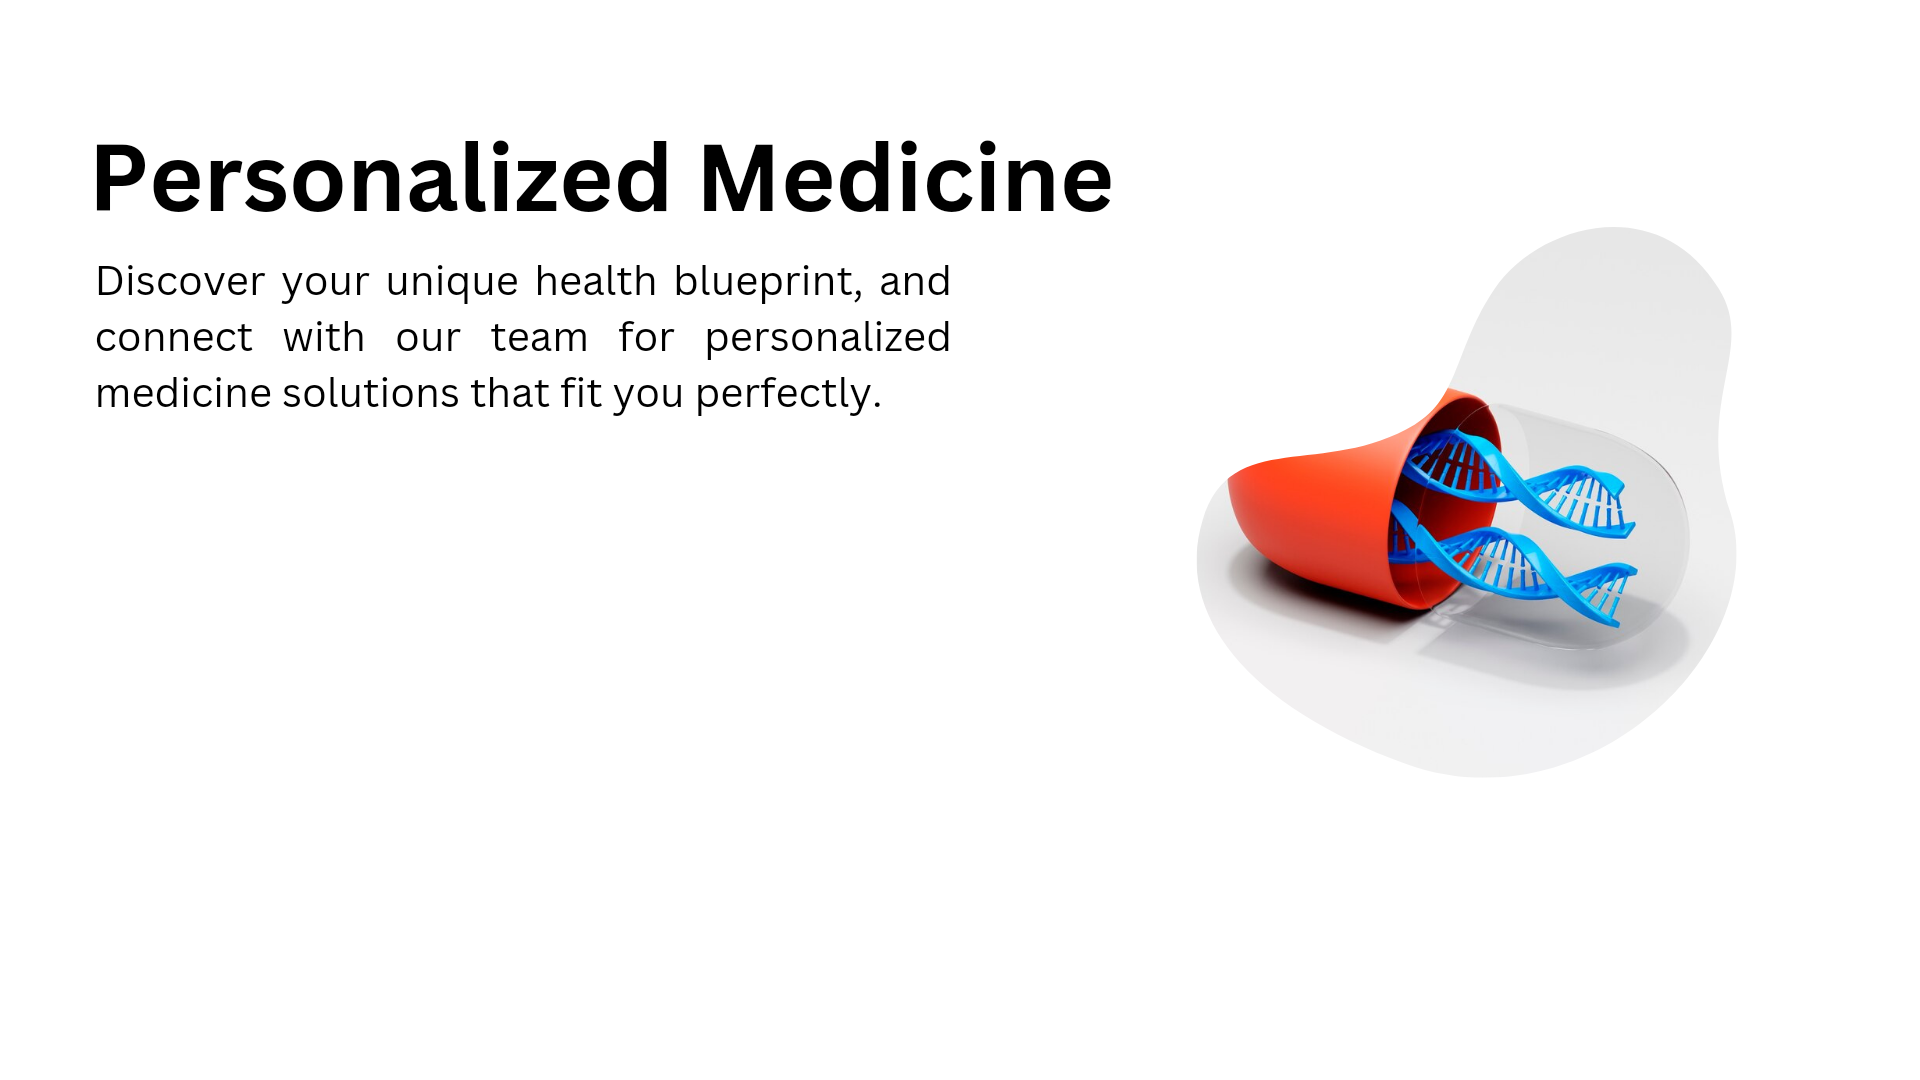 Personalized Medicine
Discover your unique health blueprint, and
connect with our team for personalized
medicine solutions that fit you perfectly.